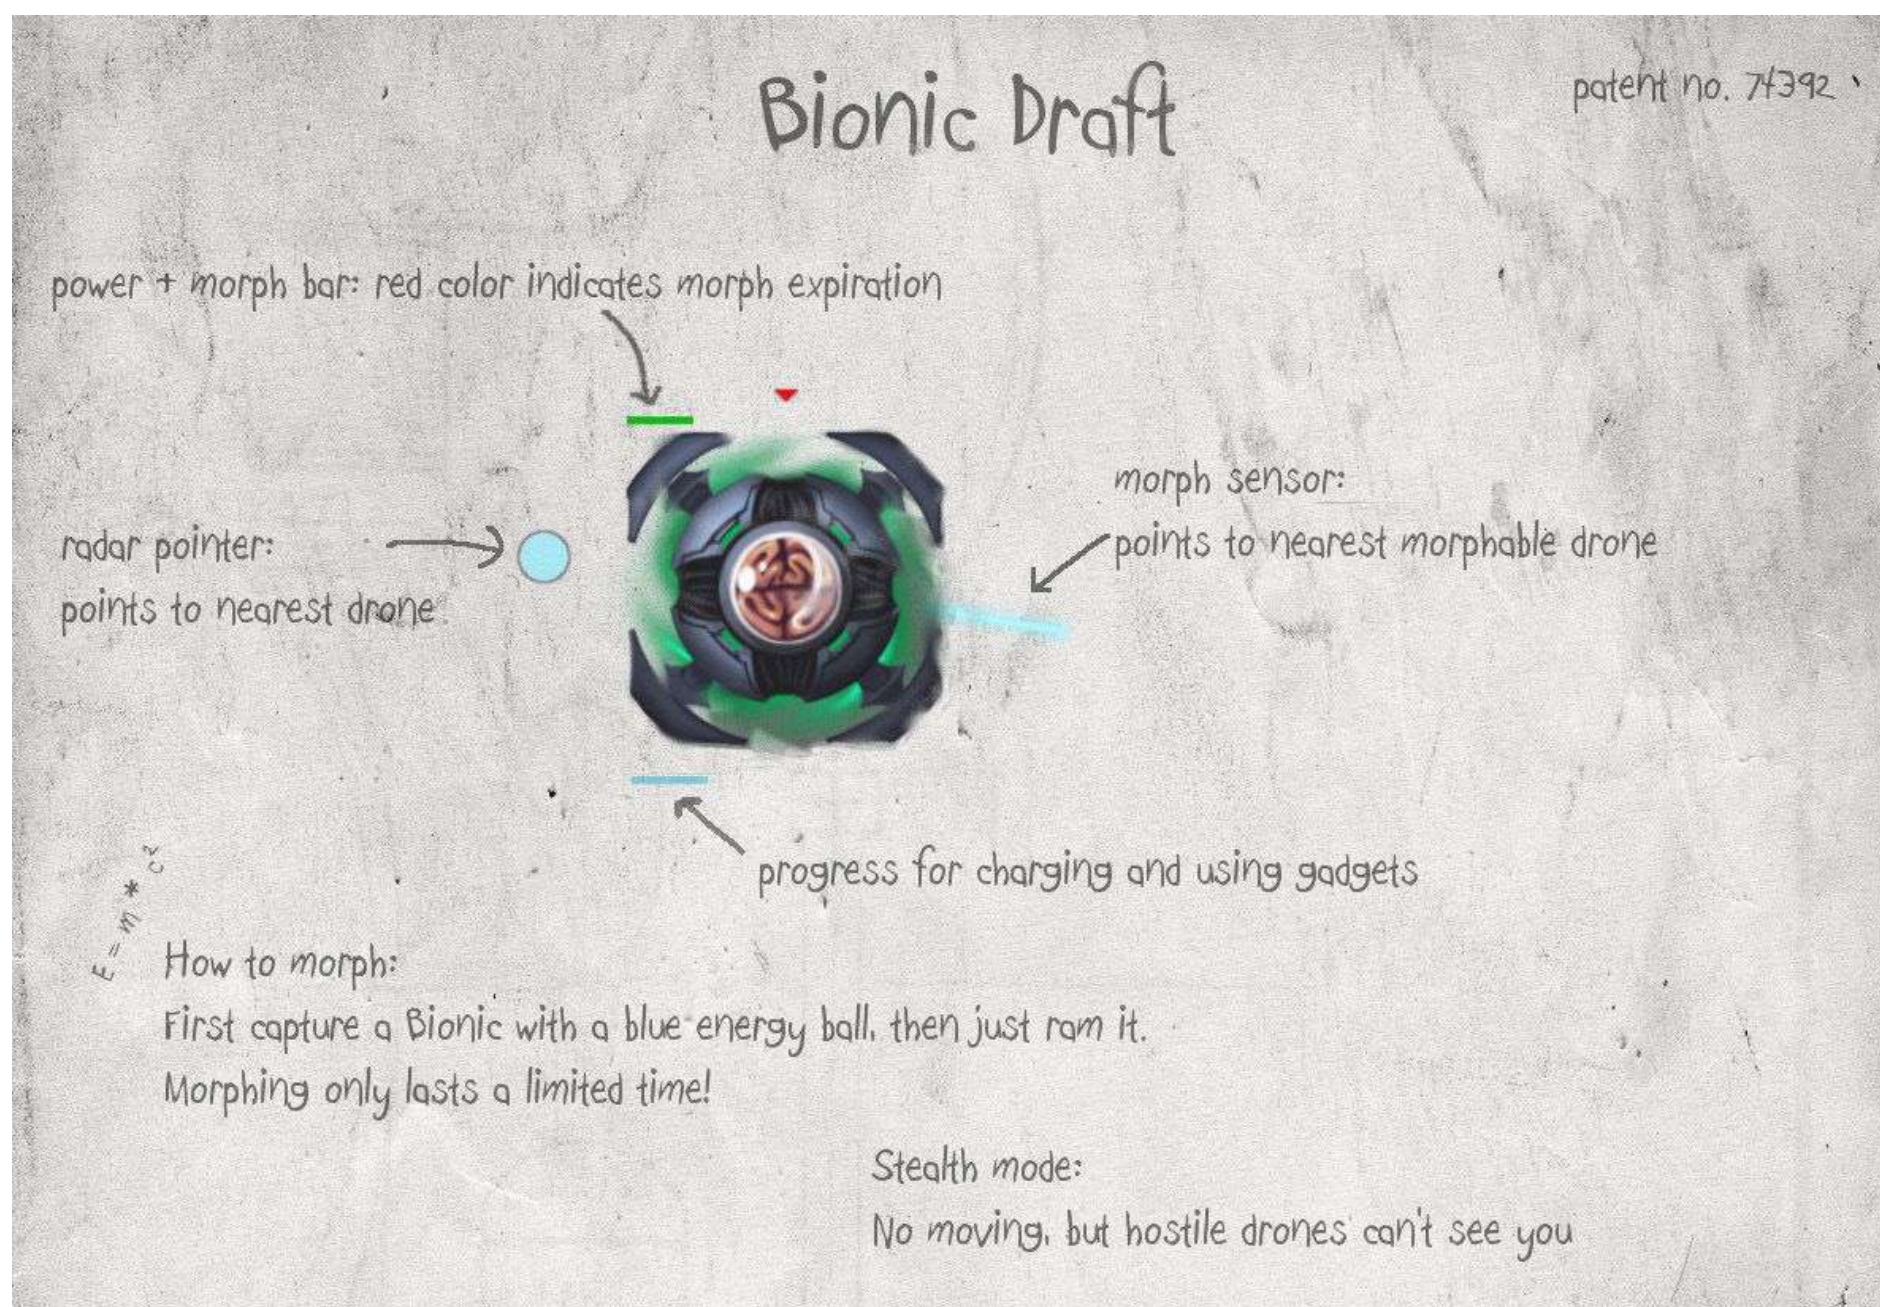 Bionic Draft
patent no. 74392
power + morph bar: red color indicates morph expiration
morph sensor:
points to nearest morphable drone
radar pointer:
points to nearest drone
progress for charging and using gadgets
E = m * c²
How to morph:
First capture a Bionic with a blue energy ball, then just ram it.
Morphing only lasts a limited time!
Stealth mode:
No moving, but hostile drones can't see you